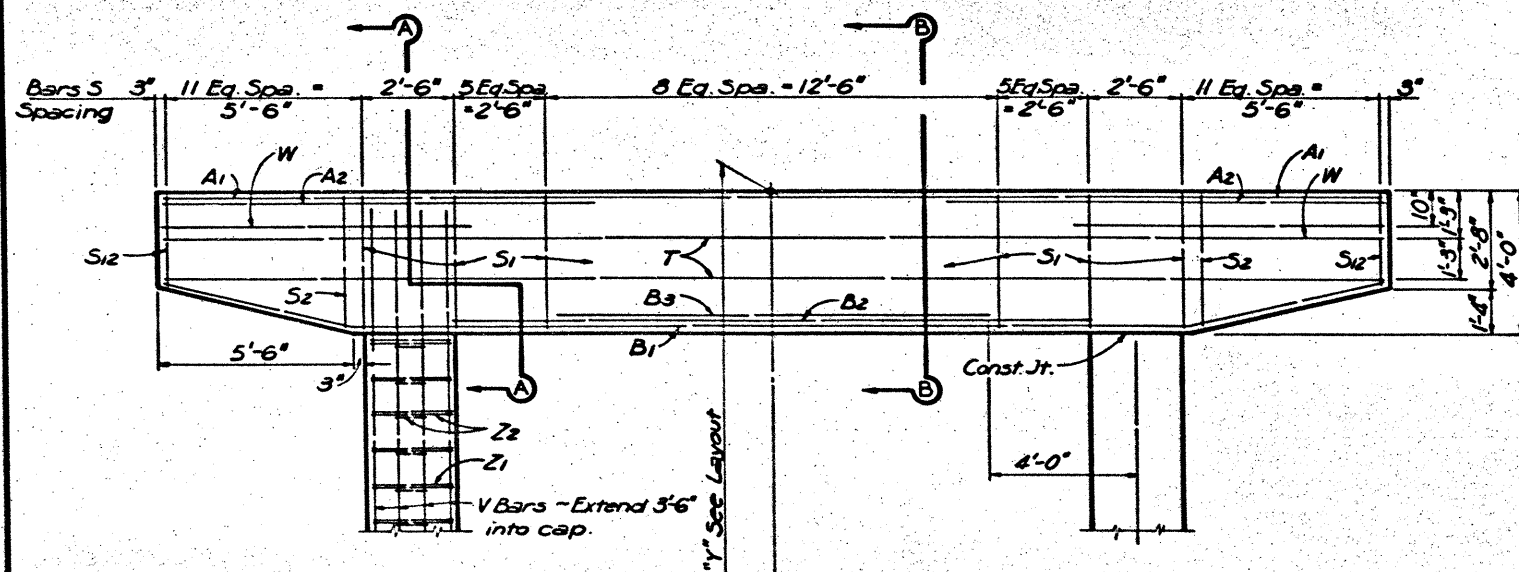 A
B
Bars S Spacing
3"
11 Eq. Spa. = 5'-6"
2'-6"
5 Eq Spa. = 2'-6"
8 Eq. Spa. = 12'-6"
5 Eq Spa. = 2'-6"
2'-6"
11 Eq. Spa. = 5'-6"
3"
W
A1
A2
A2
A1
W
10"
1'-3"
2'-8"
4'-0"
1'-4"
S12
S1
T
S1
S2
S12
S2
B3
B2
B1
5'-6"
3"
A
B
Const. Jt.
Z2
Z1
4'-0"
V Bars ~ Extend 3'-6"
into cap.
"Y" See Layout